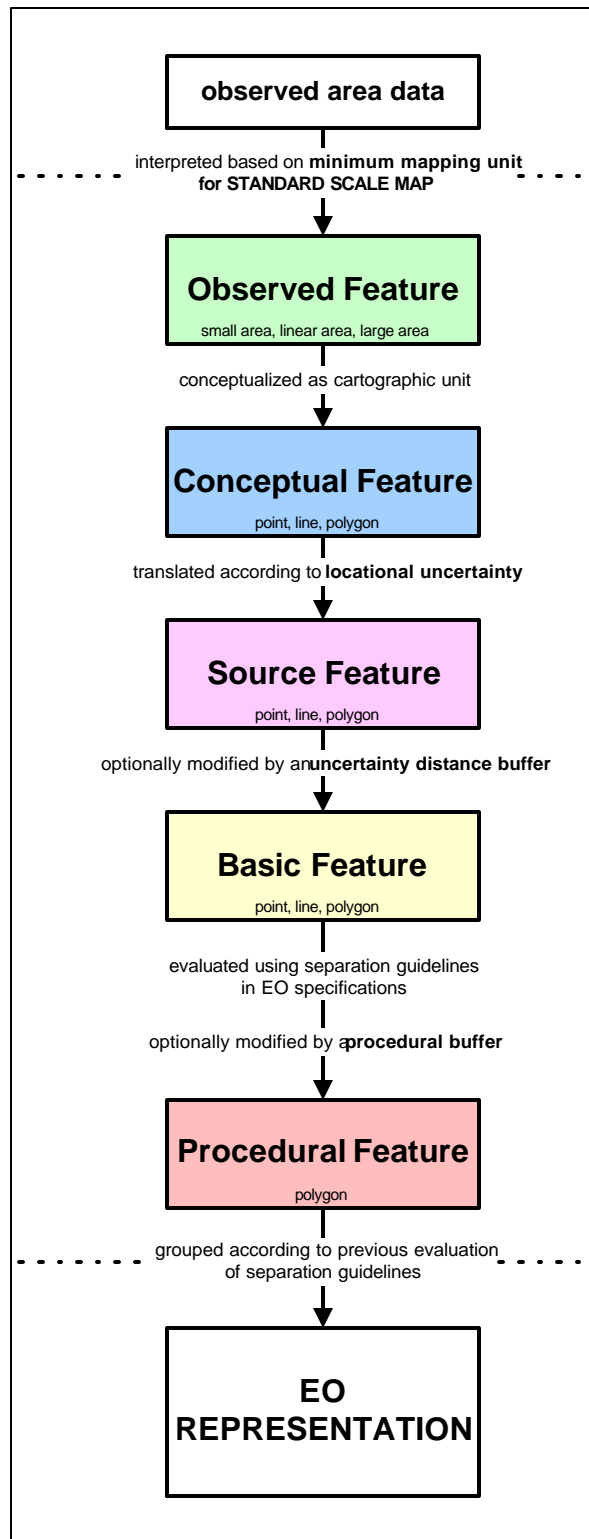 observed area data
interpreted based on minimum mapping unit
for STANDARD SCALE MAP
Observed Feature
small area, linear area, large area
conceptualized as cartographic unit
Conceptual Feature
point, line, polygon
translated according to locational uncertainty
Source Feature
point, line, polygon
optionally modified by an uncertainty distance buffer
Basic Feature
point, line, polygon
evaluated using separation guidelines
in EO specifications
optionally modified by a procedural buffer
Procedural Feature
polygon
grouped according to previous evaluation
of separation guidelines
EO
REPRESENTATION